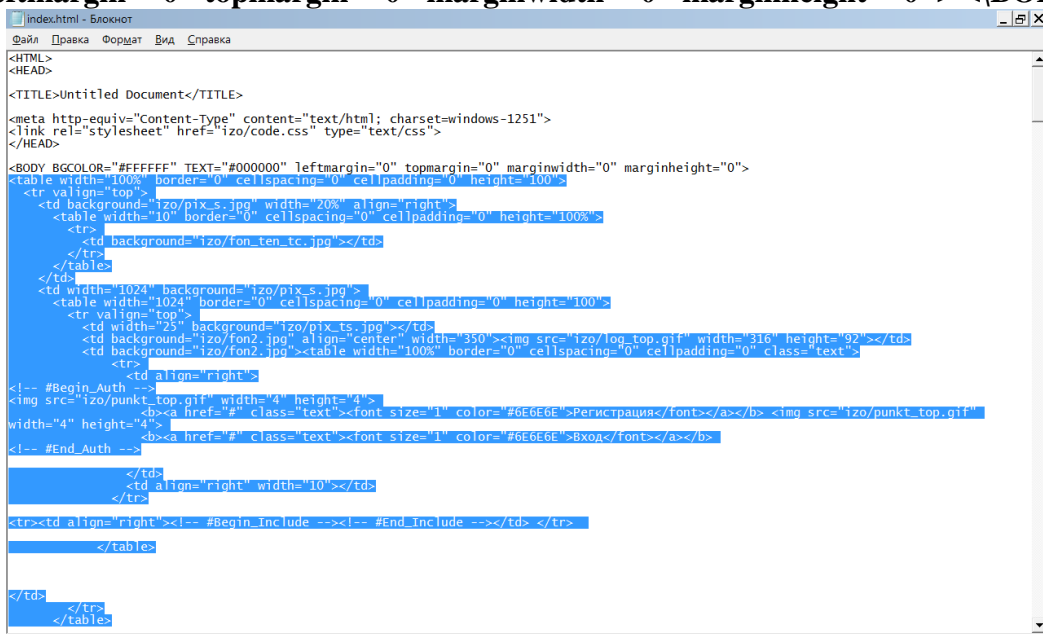 index.html - Блокнот
Файл Правка Формат Вид Справка
<HTML>
<HEAD>
<TITLE>Untitled Document</TITLE>
<meta http-equiv="Content-Type" content="text/html; charset=windows-1251">
<link rel="stylesheet" href="izo/code.css" type="text/css">
</HEAD>
<BODY BGCOLOR="#FFFFFF" TEXT="#000000" leftmargin="0" topmargin="0" marginwidth="0" marginheight="0">
<table width="100%" border="0" cellspacing="0" cellpadding="0" height="100">
<tr valign="top">
<td background="izo/pix_s.jpg" width="20%" align="right">
<table width="10" border="0" cellspacing="0" cellpadding="0" height="100%">
<tr>
<td background="izo/fon_ten_tc.jpg"></td>
</tr>
</table>
</td>
<td width="1024" background="izo/pix_s.jpg">
<table width="1024" border="0" cellspacing="0" cellpadding="0" height="100">
<tr valign="top">
<td width="25" background="izo/pix_ts.jpg"></td>
<td background="izo/fon2.jpg" align="center" width="350"><img src="izo/log_top.gif" width="316" height="92"></td>
<td background="izo/fon2.jpg"><table width="100%" border="0" cellspacing="0" cellpadding="0" class="text">
<tr>
<td align="right">
<!-- #Begin_Auth -->
<img src="izo/punkt_top.gif" width="4" height="4">
<b><a href="#" class="text"><font size="1" color="#6E6E6E">Регистрация</font></a></b> <img src="izo/punkt_top.gif"
width="4" height="4">
<b><a href="#" class="text"><font size="1" color="#6E6E6E">Вход</font></a></b>
<!-- #End_Auth -->
</td>
<td align="right" width="10"></td>
</tr>
<tr><td align="right"><!-- #Begin_Include --><!-- #End_Include --></td> </tr>
</table>
</td>
</tr>
</table>